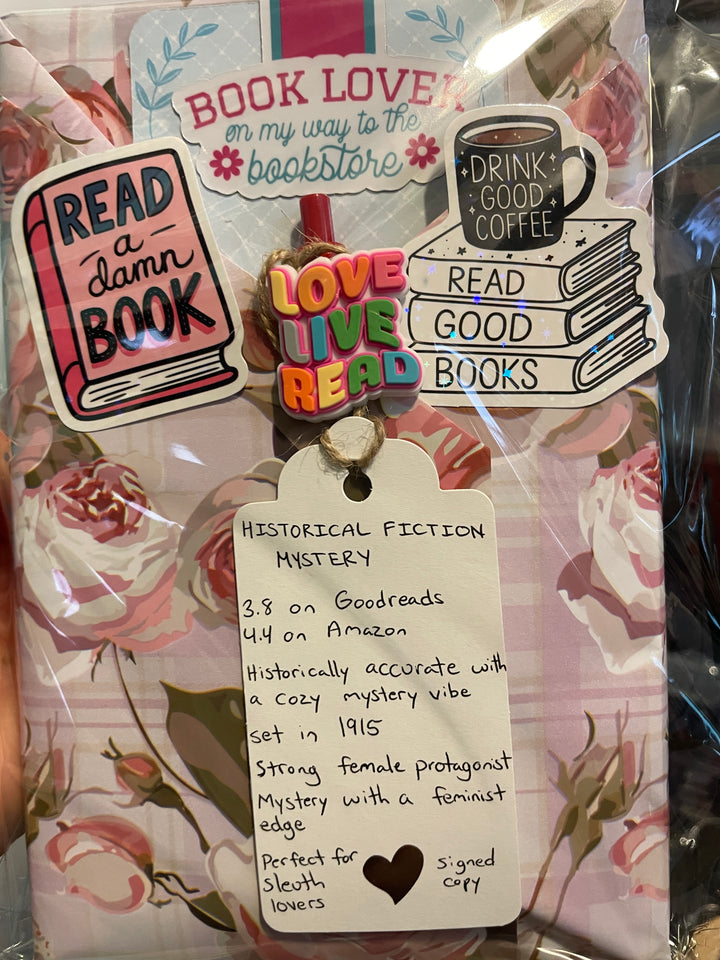 BOOK LOVER
on my way to the
bookstore
READ
a
damn
BOOK
DRINK
GOOD
COFFEE
READ
GOOD
BOOKS
LOVE
LIVE
READ
HISTORICAL FICTION
MYSTERY
3.8 on Goodreads
4.4 on Amazon
Historically accurate with
a cozy mystery vibe
set in 1915
Strong female protagonist
Mystery with a feminist
edge
Perfect for
Sleuth
lovers
signed
copy